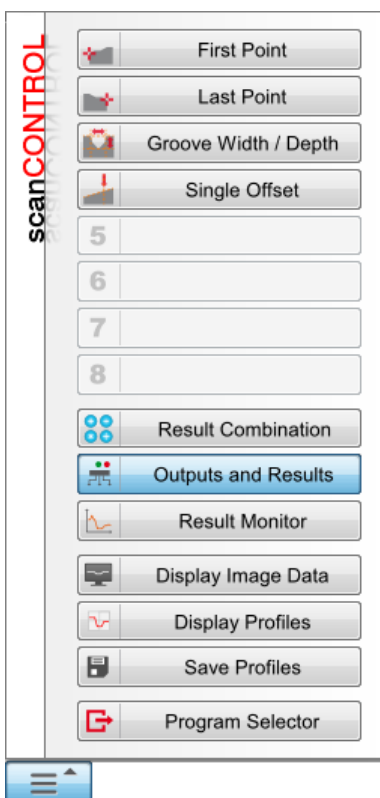 scanCONTROL
First Point
Last Point
Groove Width / Depth
Single Offset
5
6
7
8
Result Combination
Outputs and Results
Result Monitor
Display Image Data
Display Profiles
Save Profiles
Program Selector